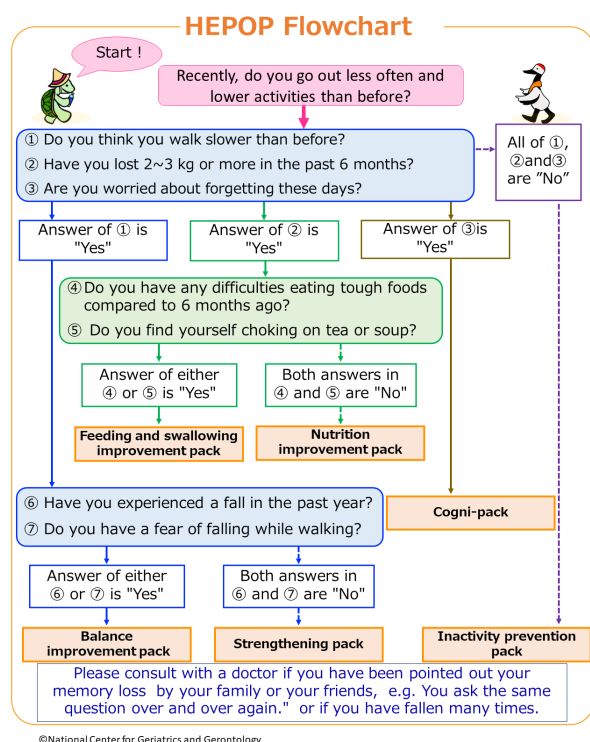 HEPOP Flowchart
Start !
Recently, do you go out less often and
lower activities than before?
① Do you think you walk slower than before?
② Have you lost 2~3 kg or more in the past 6 months?
③ Are you worried about forgetting these days?
All of ①,
②and③
are ”No”
Answer of ① is
"Yes"
Answer of ② is
"Yes"
Answer of ③is
"Yes"
④Do you have any difficulties eating tough foods
compared to 6 months ago?
⑤ Do you find yourself choking on tea or soup?
Answer of either
④ or ⑤ is "Yes"
Both answers in
④ and ⑤ are "No"
Feeding and swallowing
improvement pack
Nutrition
improvement pack
⑥ Have you experienced a fall in the past year?
⑦ Do you have a fear of falling while walking?
Cogni-pack
Answer of either
⑥ or ⑦ is "Yes"
Both answers in
⑥ and ⑦ are "No"
Balance
improvement pack
Strengthening pack
Inactivity prevention
pack
Please consult with a doctor if you have been pointed out your
memory loss by your family or your friends, e.g. You ask the same
question over and over again." or if you have fallen many times.
©National Center for Geriatrics and Gerontology